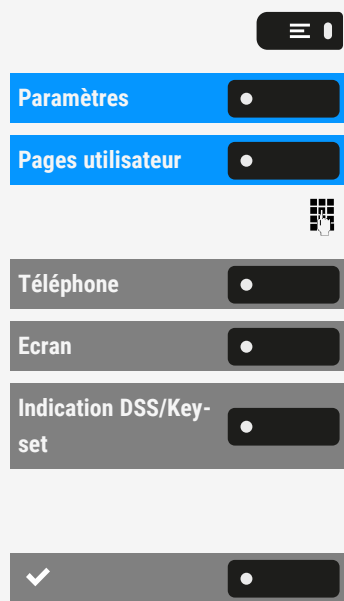 Paramètres
Pages utilisateur
Téléphone
Ecran
Indication DSS/Key-
set